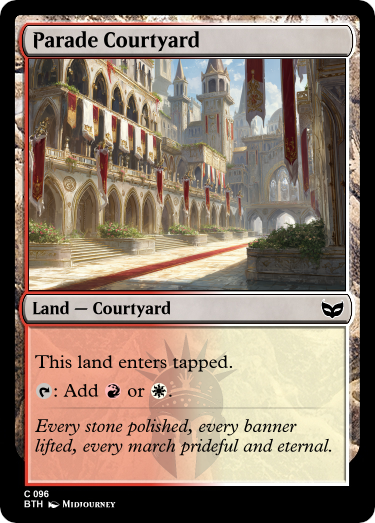 Parade Courtyard
Land — Courtyard
This land enters tapped.
: Add or .
Every stone polished, every banner
lifted, every march prideful and eternal.
C 096
BTH Midjourney